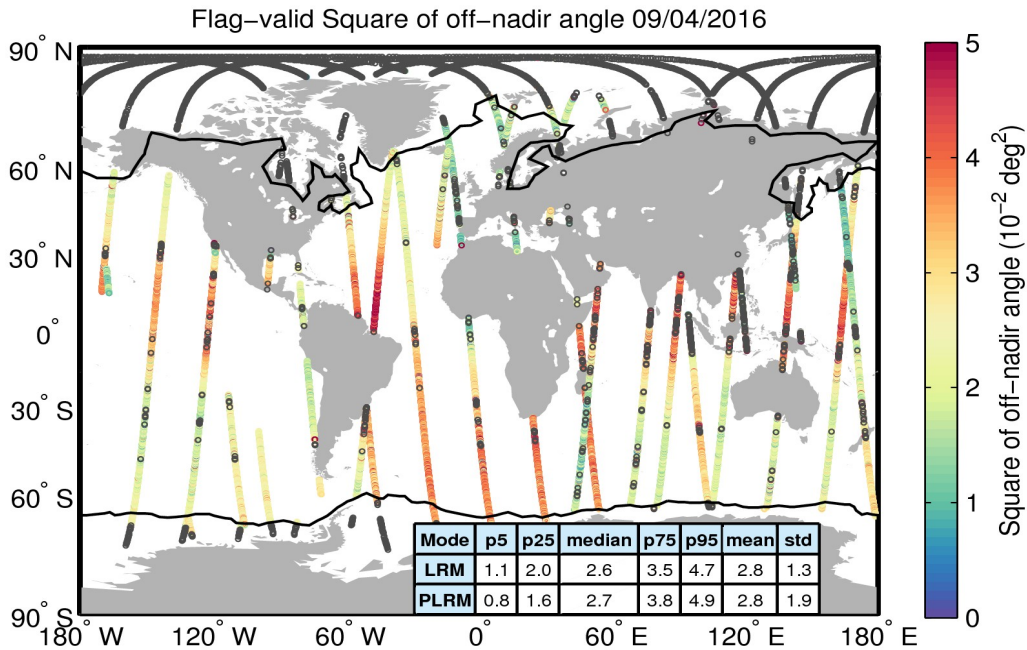 Flag−valid Square of off−nadir angle 09/04/2016
90° N
60° N
30° N
0°
30° S
60° S
90° S
180° W
120° W
60° W
0°
60° E
120° E
180° E
Mode p5 p25 median p75 p95 mean std
LRM 1.1 2.0 2.6 3.5 4.7 2.8 1.3
PLRM 0.8 1.6 2.7 3.8 4.9 2.8 1.9
5
4
3
2
1
0
Square of off−nadir angle (10⁻² deg²)